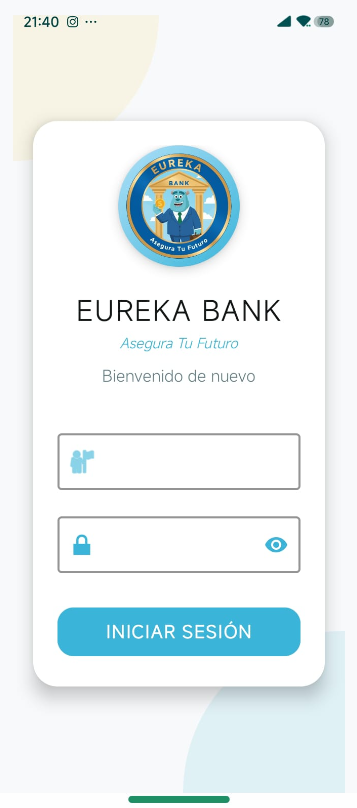 21:40
78
EUREKA
BANK
Asegura Tu Futuro
EUREKA BANK
Asegura Tu Futuro
Bienvenido de nuevo
INICIAR SESIÓN